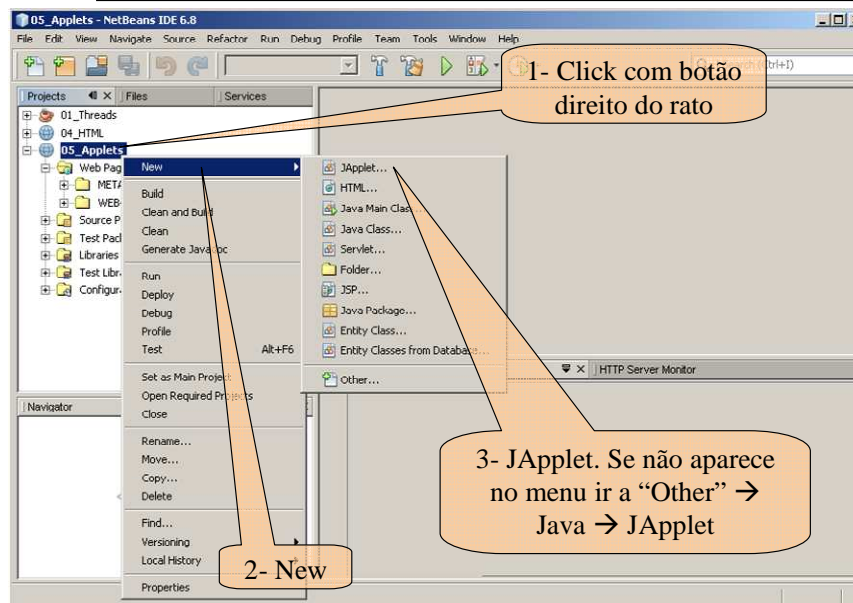 05_Applets - NetBeans IDE 6.8
File Edit View Navigate Source Refactor Run Debug Profile Team Tools Window Help
(Ctrl+I)
1- Click com botão
direito do rato
Projects Files Services
01_Threads
04_HTML
05_Applets
Web Pag
META
WEB-
Source P
Test Pac
Libraries
Test Libr
Configur
New
Build
Clean and Build
Clean
Generate Javadoc
Run
Deploy
Debug
Profile
Test Alt+F6
Set as Main Project
Open Required Projects
Close
Rename...
Move...
Copy...
Delete
Find...
Versioning
Local History
Properties
JApplet...
HTML...
Java Main Clas
Java Class...
Servlet...
Folder...
JSP...
Java Package...
Entity Class...
Entity Classes from Database...
Other...
HTTP Server Monitor
Navigator
3- JApplet. Se não aparece
no menu ir a “Other” →
Java → JApplet
2- New